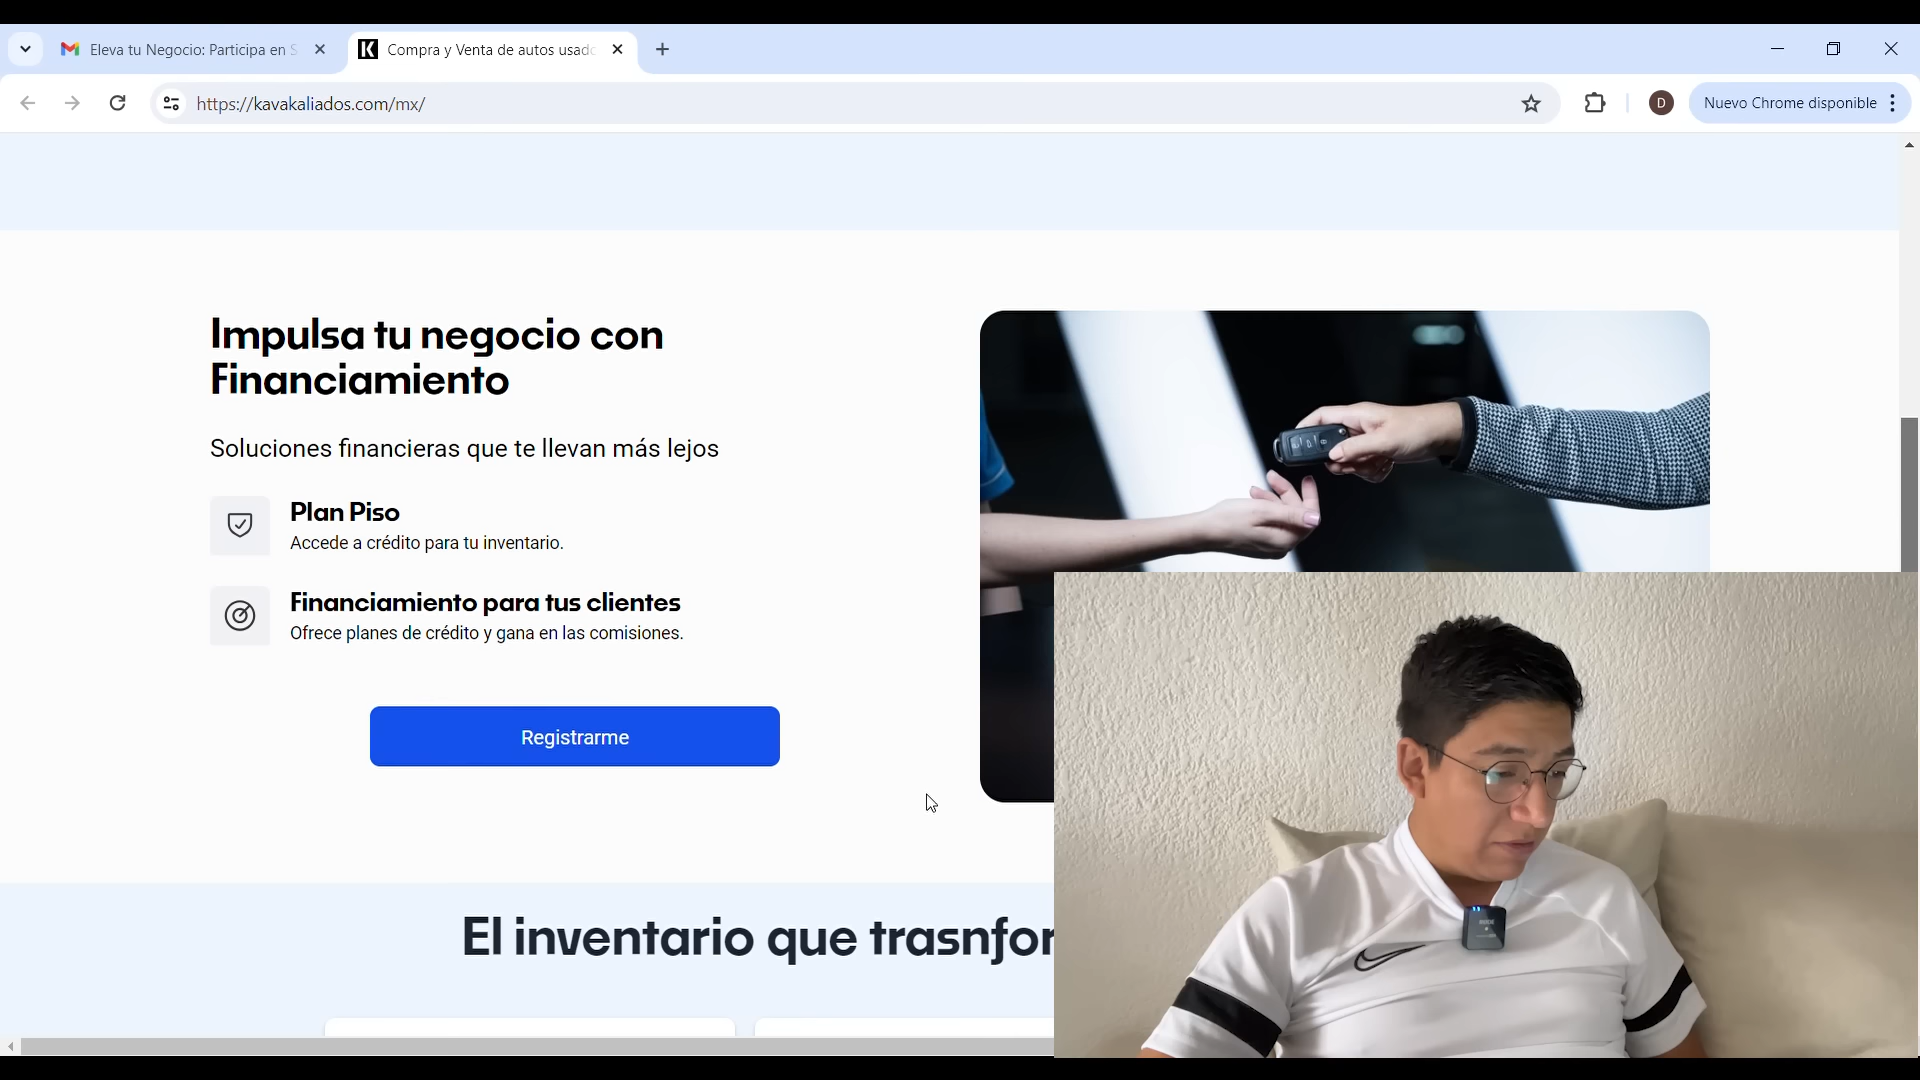 Eleva tu Negocio: Participa en S
Compra y Venta de autos usado
https://kavakaliados.com/mx/
D
Nuevo Chrome disponible
Impulsa tu negocio con
Financiamiento
Soluciones financieras que te llevan más lejos
Plan Piso
Accede a crédito para tu inventario.
Financiamiento para tus clientes
Ofrece planes de crédito y gana en las comisiones.
Registrarme
El inventario que trasnfor